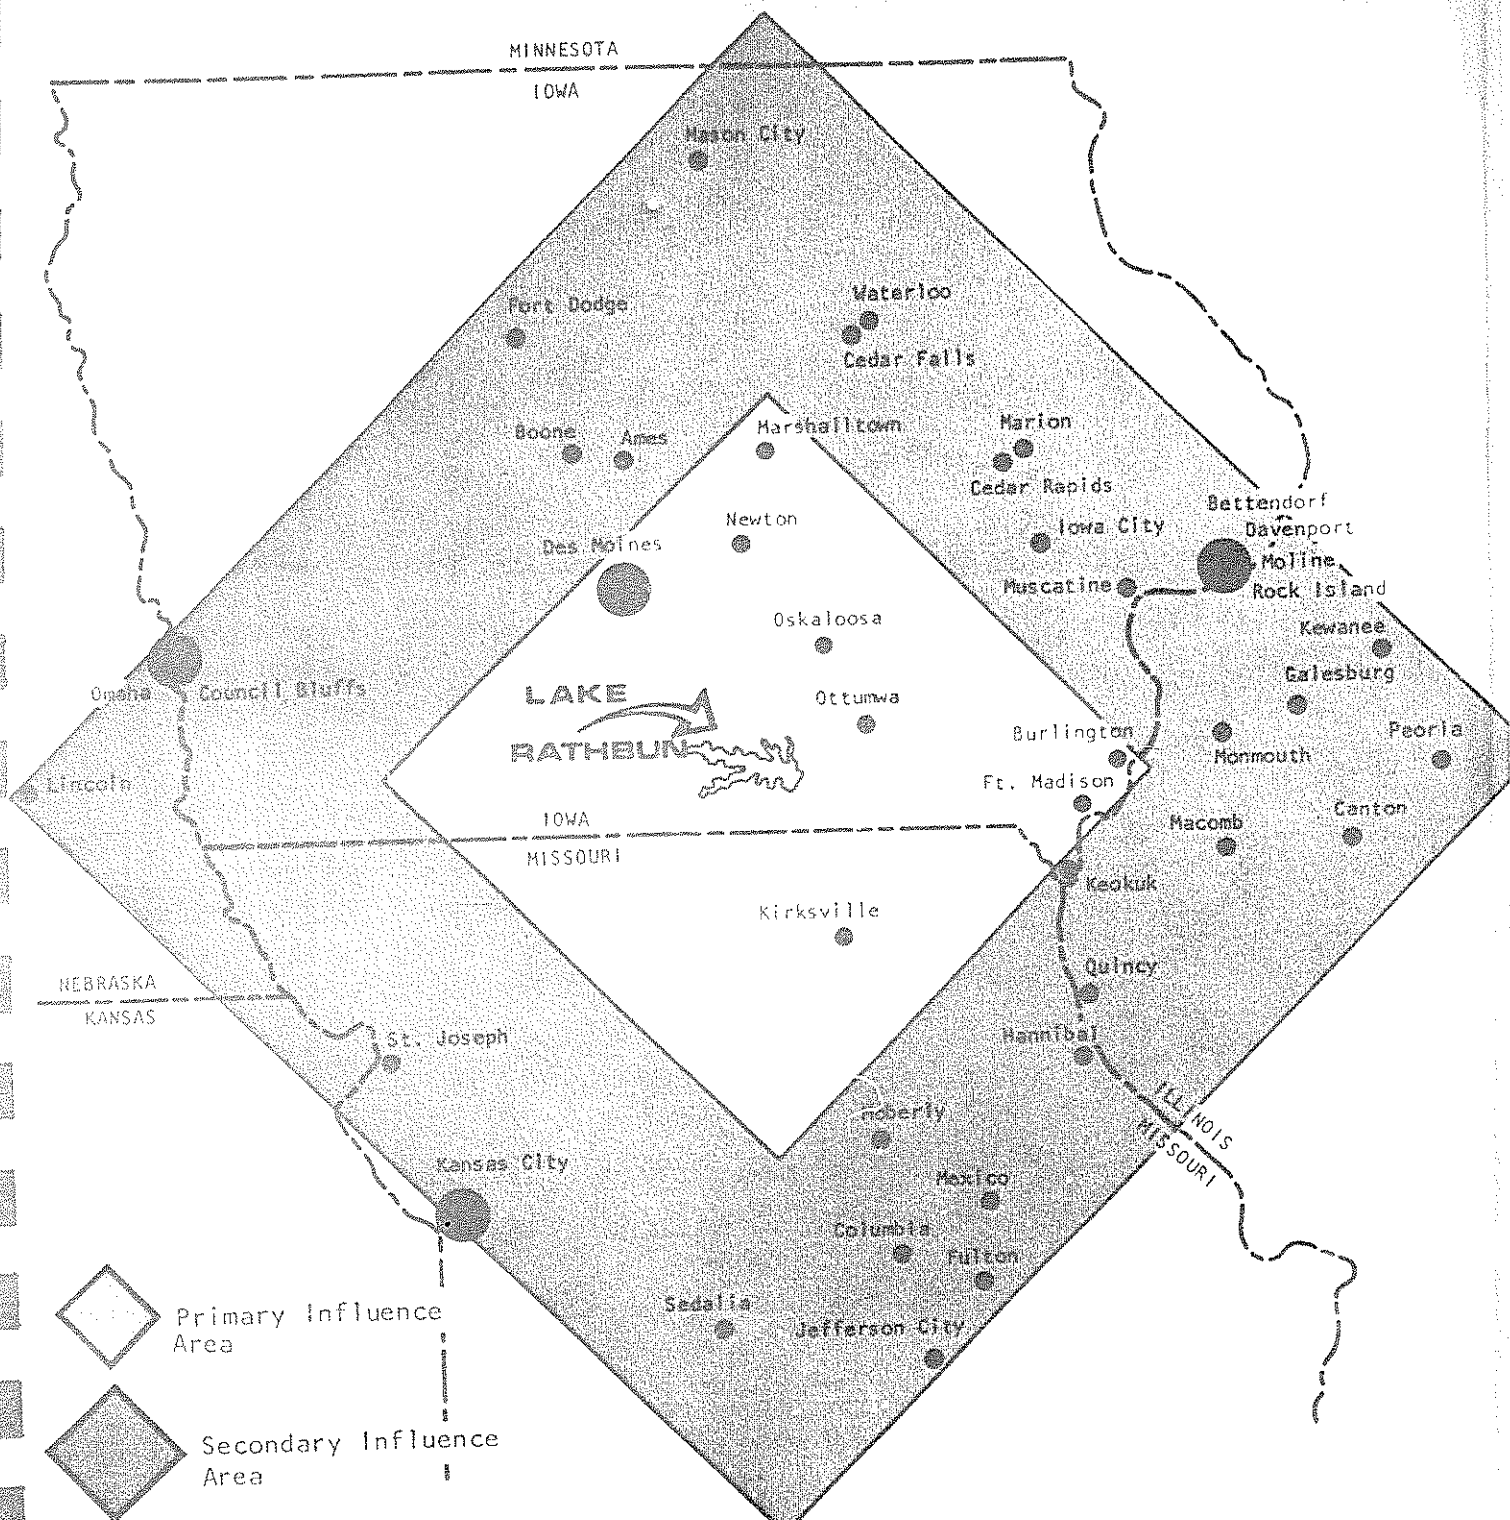 MINNESOTA
IOWA
Mason City
Fort Dodge
Waterloo
Cedar Falls
Boone
Ames
Marshalltown
Marion
Cedar Rapids
Newton
Iowa City
Bettendorf
Davenport
Moline
Rock Island
Des Moines
Muscatine
Oskaloosa
Kewanee
Galesburg
Omaha
Council Bluffs
LAKE
RATHBUN
Ottumwa
Burlington
Peoria
Monmouth
Lincoln
Ft. Madison
Canton
Macomb
IOWA
MISSOURI
Keokuk
Kirksville
Quincy
NEBRASKA
KANSAS
St. Joseph
Hannibal
ILLINOIS
MISSOURI
Moberly
Kansas City
Mexico
Columbia
Fulton
Sedalia
Jefferson City
Primary Influence
Area
Secondary Influence
Area